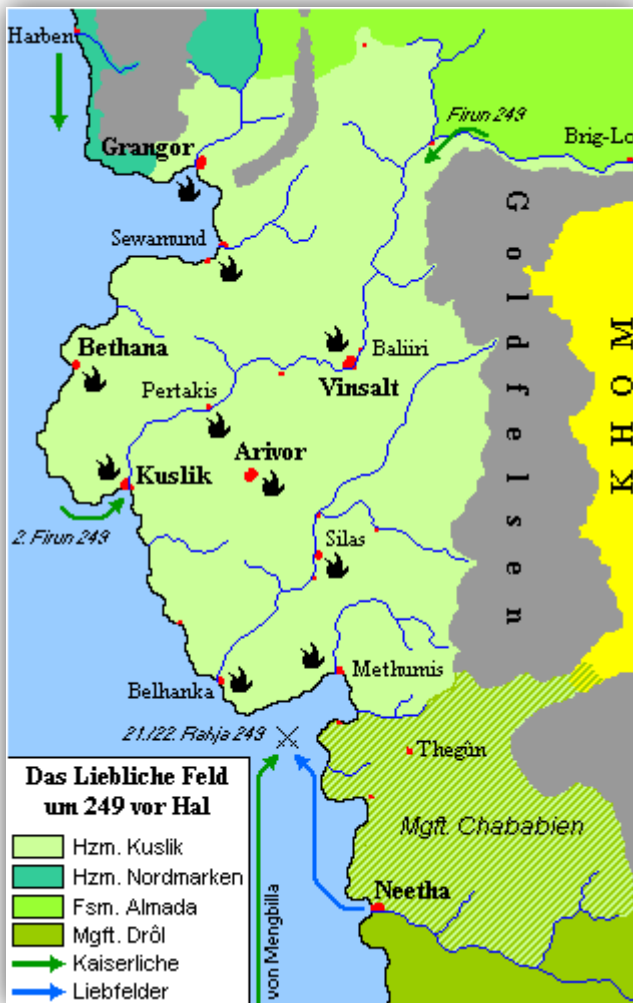 Harben
Firun 249
Brig-Lo
Grangor
Goldfelsen
Sewamund
KHOM
Bethana
Baliiri
Vinsalt
Pertakis
Arivor
Kuslik
2. Firun 249
Silas
Methumis
Belhanka
21./22. Rahja 249
Thegûn
Das Liebliche Feld
um 249 vor Hal
Mgft. Chababien
Hzm. Kuslik
Hzm. Nordmarken
Fsm. Almada
Mgft. Drôl
Kaiserliche
Liebfelder
von Mengbilla
Neetha